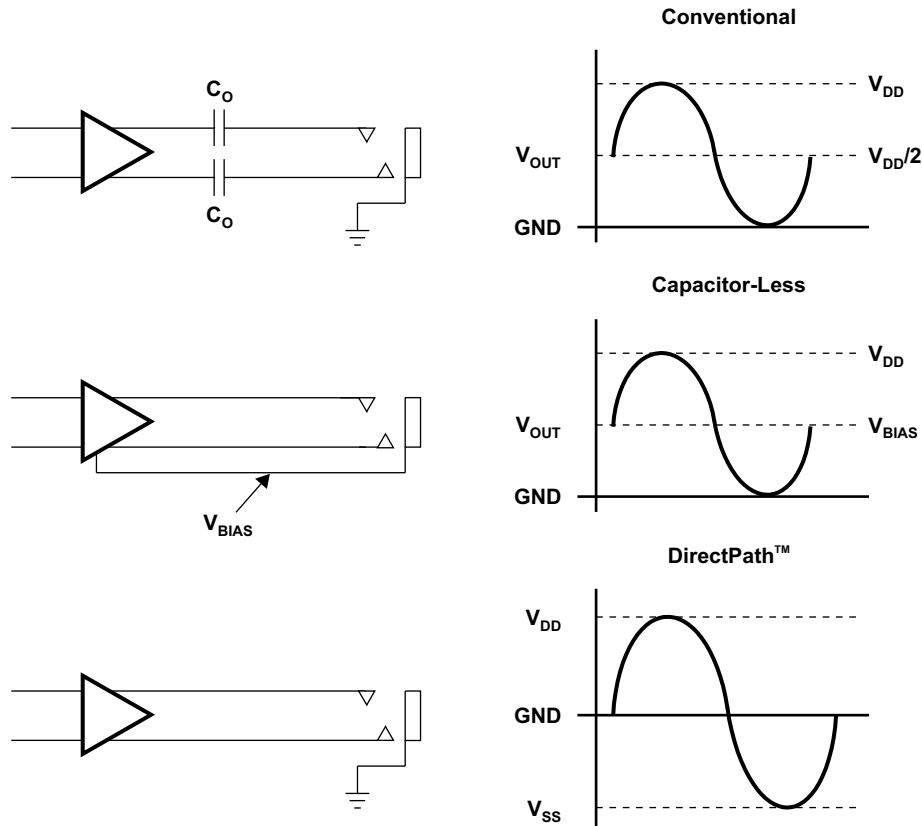 Conventional
C_O
C_O
V_DD
V_OUT
V_DD/2
GND
Capacitor-Less
V_DD
V_OUT
V_BIAS
GND
V_BIAS
DirectPath™
V_DD
GND
V_SS